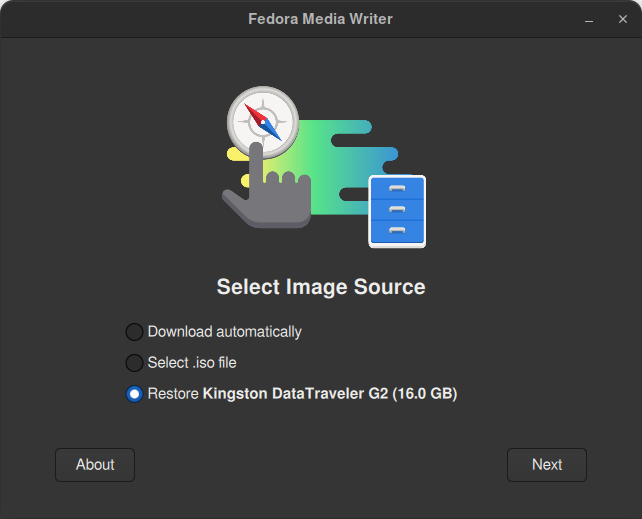 Fedora Media Writer
Select Image Source
Download automatically
Select .iso file
Restore Kingston DataTraveler G2 (16.0 GB)
About
Next